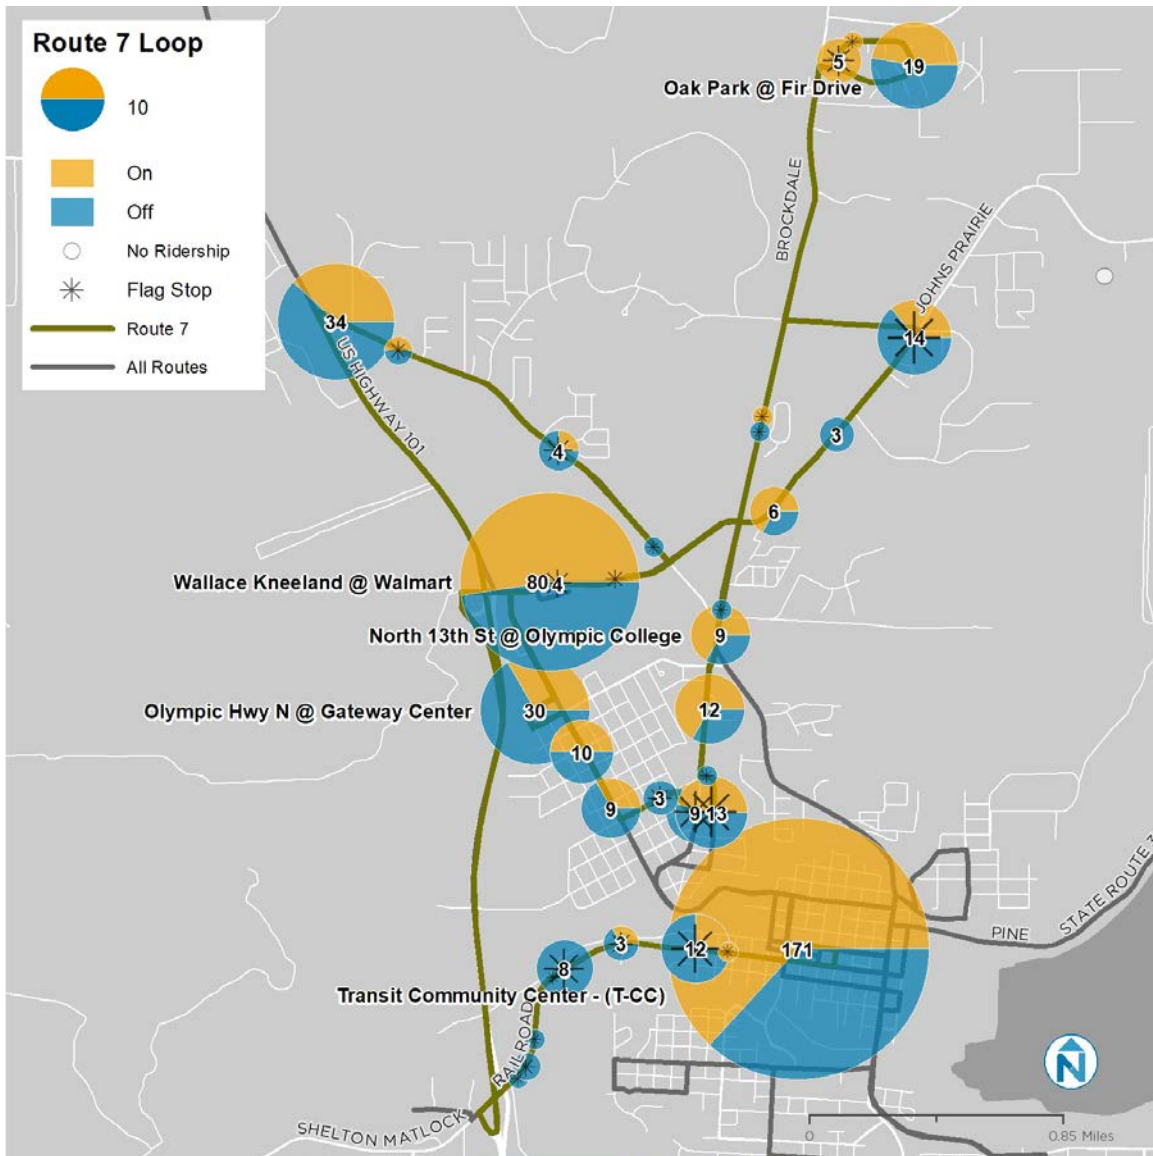 Route 7 Loop
10
On
Off
No Ridership
Flag Stop
Route 7
All Routes
5
19
Oak Park @ Fir Drive
BROCKDALE
JOHNS PRAIRIE
34
14
US HIGHWAY 101
3
4
6
80
4
Wallace Kneeland @ Walmart
North 13th St @ Olympic College
9
Olympic Hwy N @ Gateway Center
30
12
10
3
9
9
13
STATE ROUTE 3
PINE
3
12
171
8
Transit Community Center - (T-CC)
RAILROAD
N
SHELTON MATLOCK
0
0.85 Miles